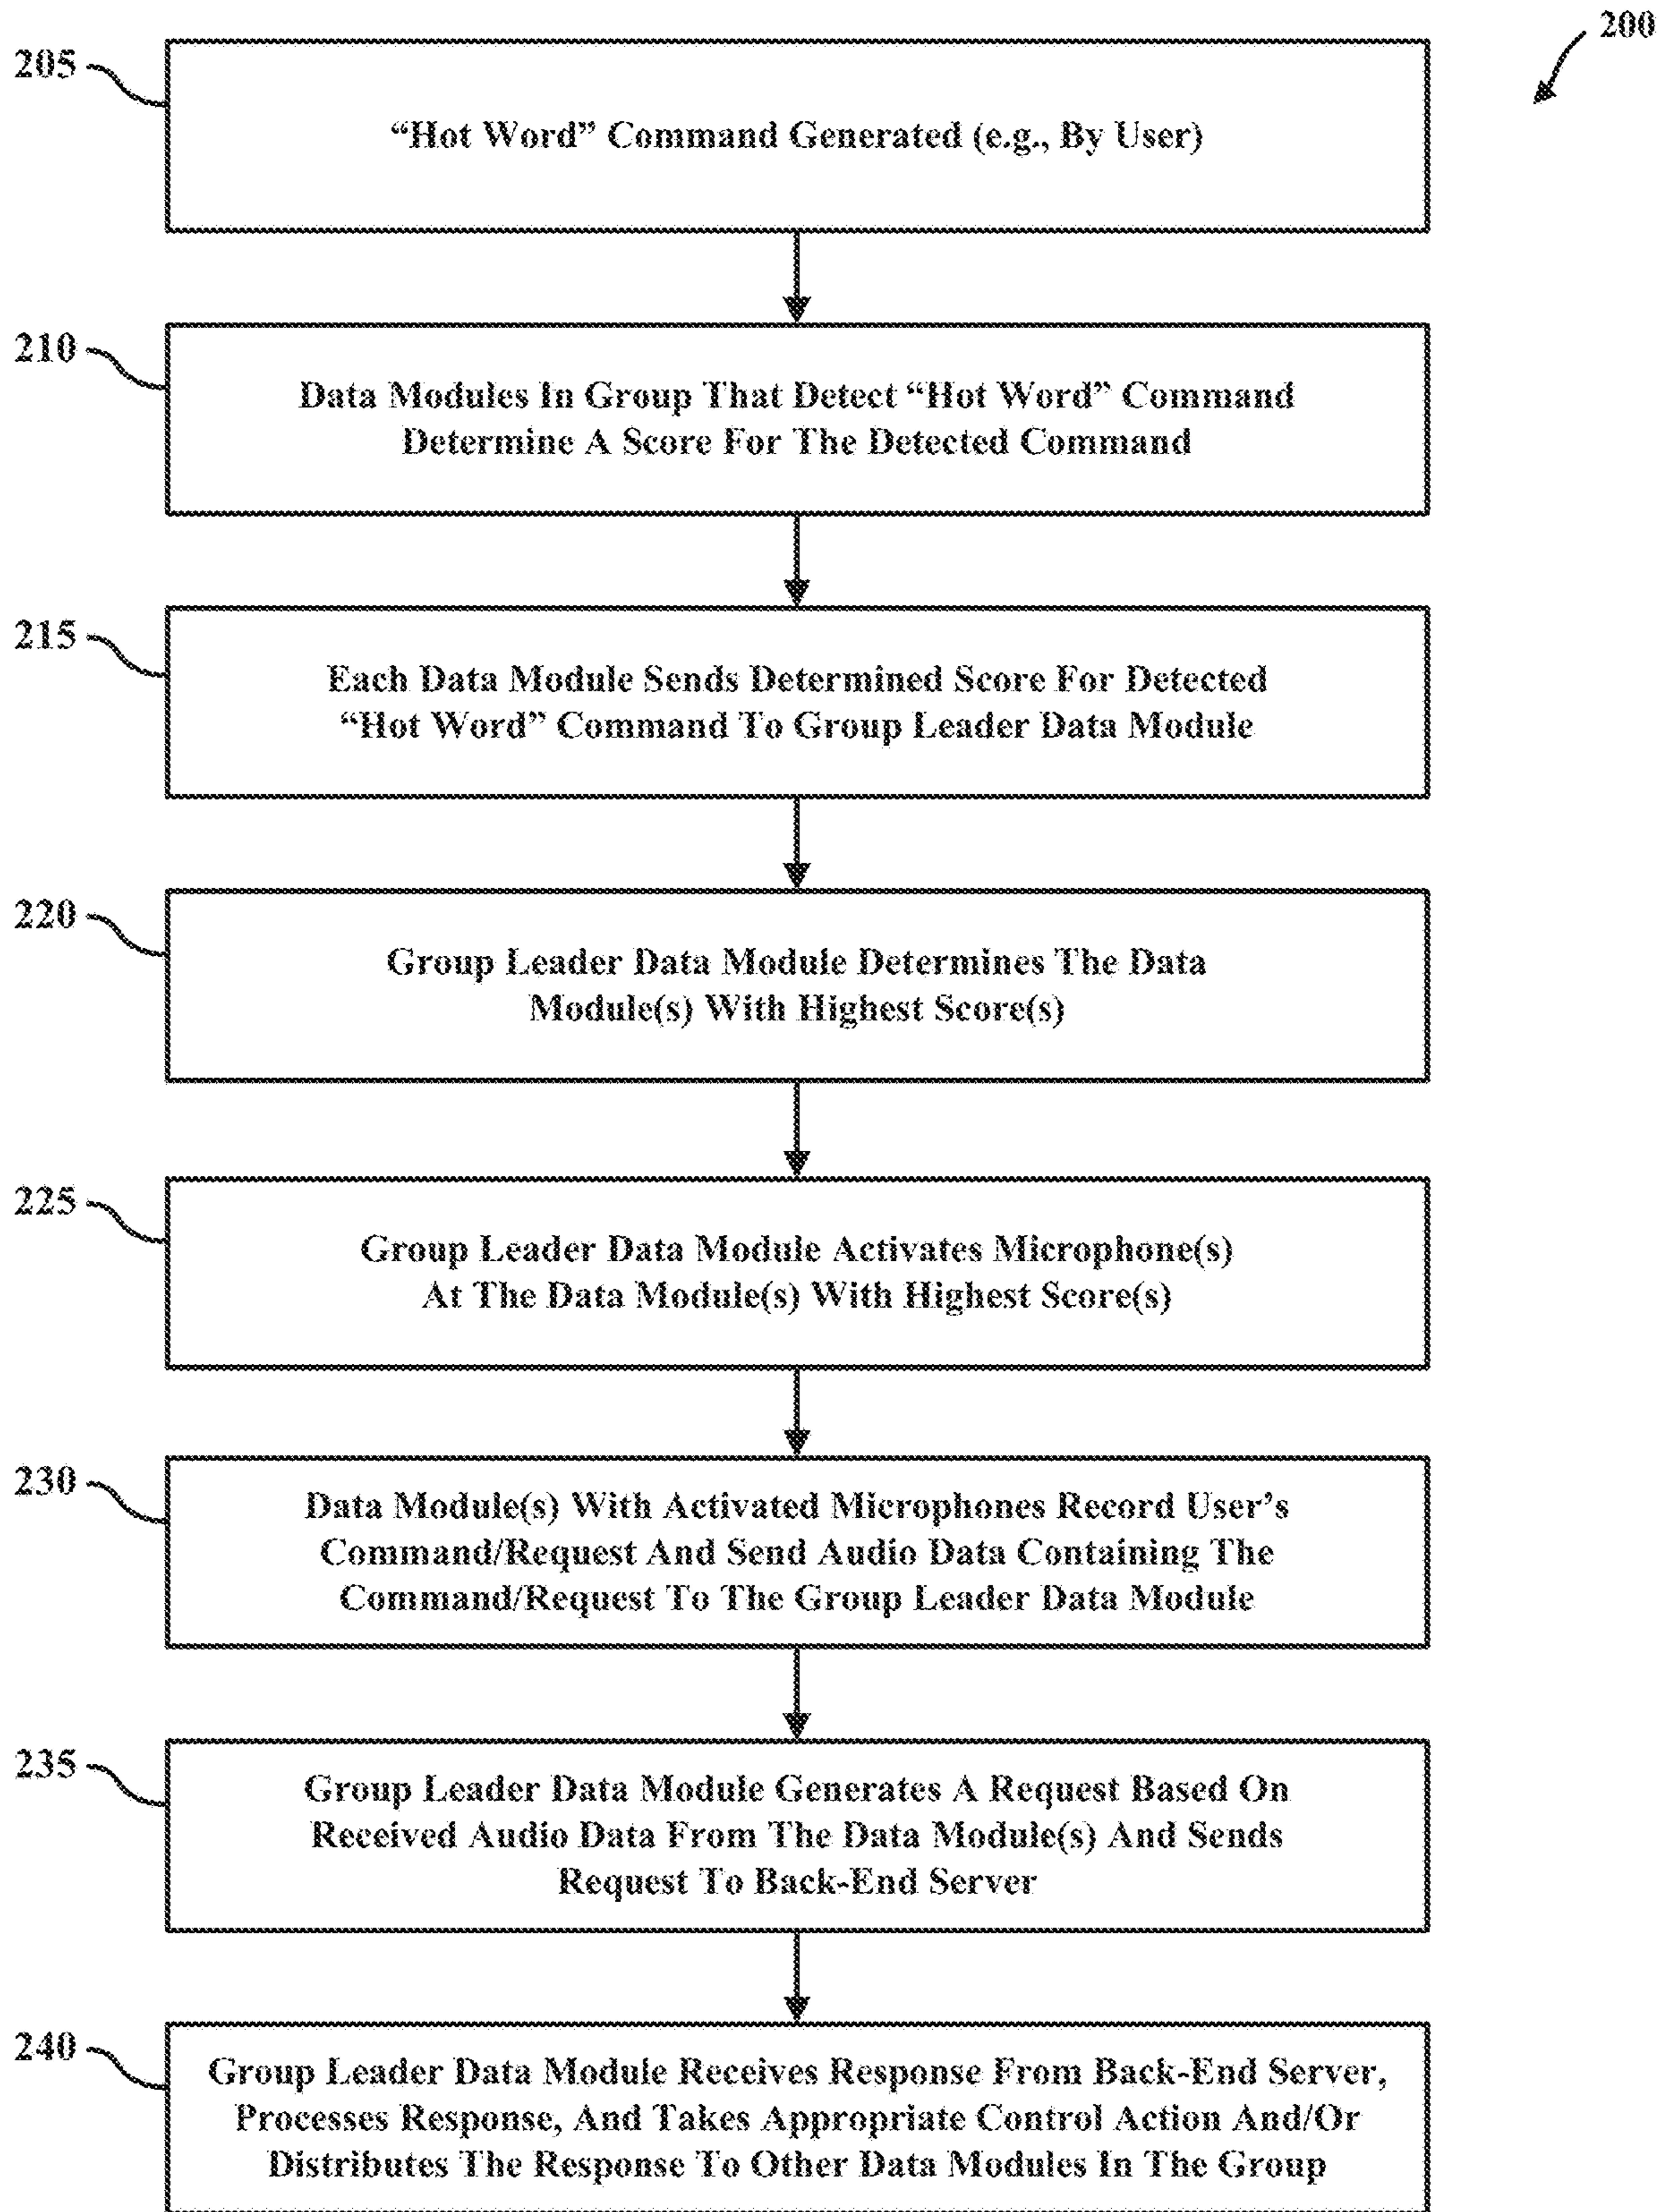 200
205
“Hot Word” Command Generated (e.g., By User)
210
Data Modules In Group That Detect “Hot Word” Command
Determine A Score For The Detected Command
215
Each Data Module Sends Determined Score For Detected
“Hot Word” Command To Group Leader Data Module
220
Group Leader Data Module Determines The Data
Module(s) With Highest Score(s)
225
Group Leader Data Module Activates Microphone(s)
At The Data Module(s) With Highest Score(s)
230
Data Module(s) With Activated Microphones Record User’s
Command/Request And Send Audio Data Containing The
Command/Request To The Group Leader Data Module
235
Group Leader Data Module Generates A Request Based On
Received Audio Data From The Data Module(s) And Sends
Request To Back-End Server
240
Group Leader Data Module Receives Response From Back-End Server,
Processes Response, And Takes Appropriate Control Action And/Or
Distributes The Response To Other Data Modules In The Group